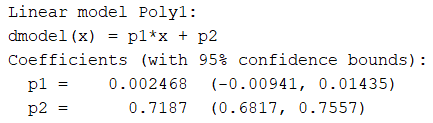 Linear model Poly1:
dmodel(x) = p1*x + p2
Coefficients (with 95% confidence bounds):
p1 = 0.002468 (-0.00941, 0.01435)
p2 = 0.7187 (0.6817, 0.7557)